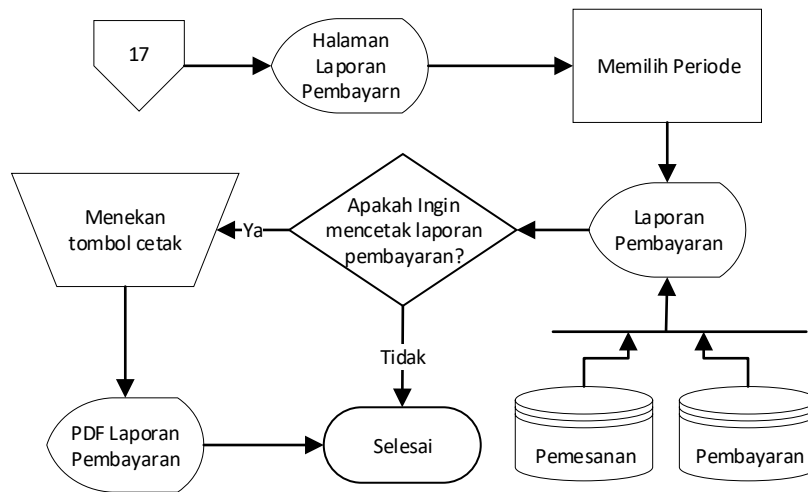 17
Halaman
Laporan
Pembayarn
Memilih Periode
Laporan
Pembayaran
Apakah Ingin
mencetak laporan
pembayaran?
Ya
Menekan
tombol cetak
Tidak
PDF Laporan
Pembayaran
Selesai
Pemesanan
Pembayaran